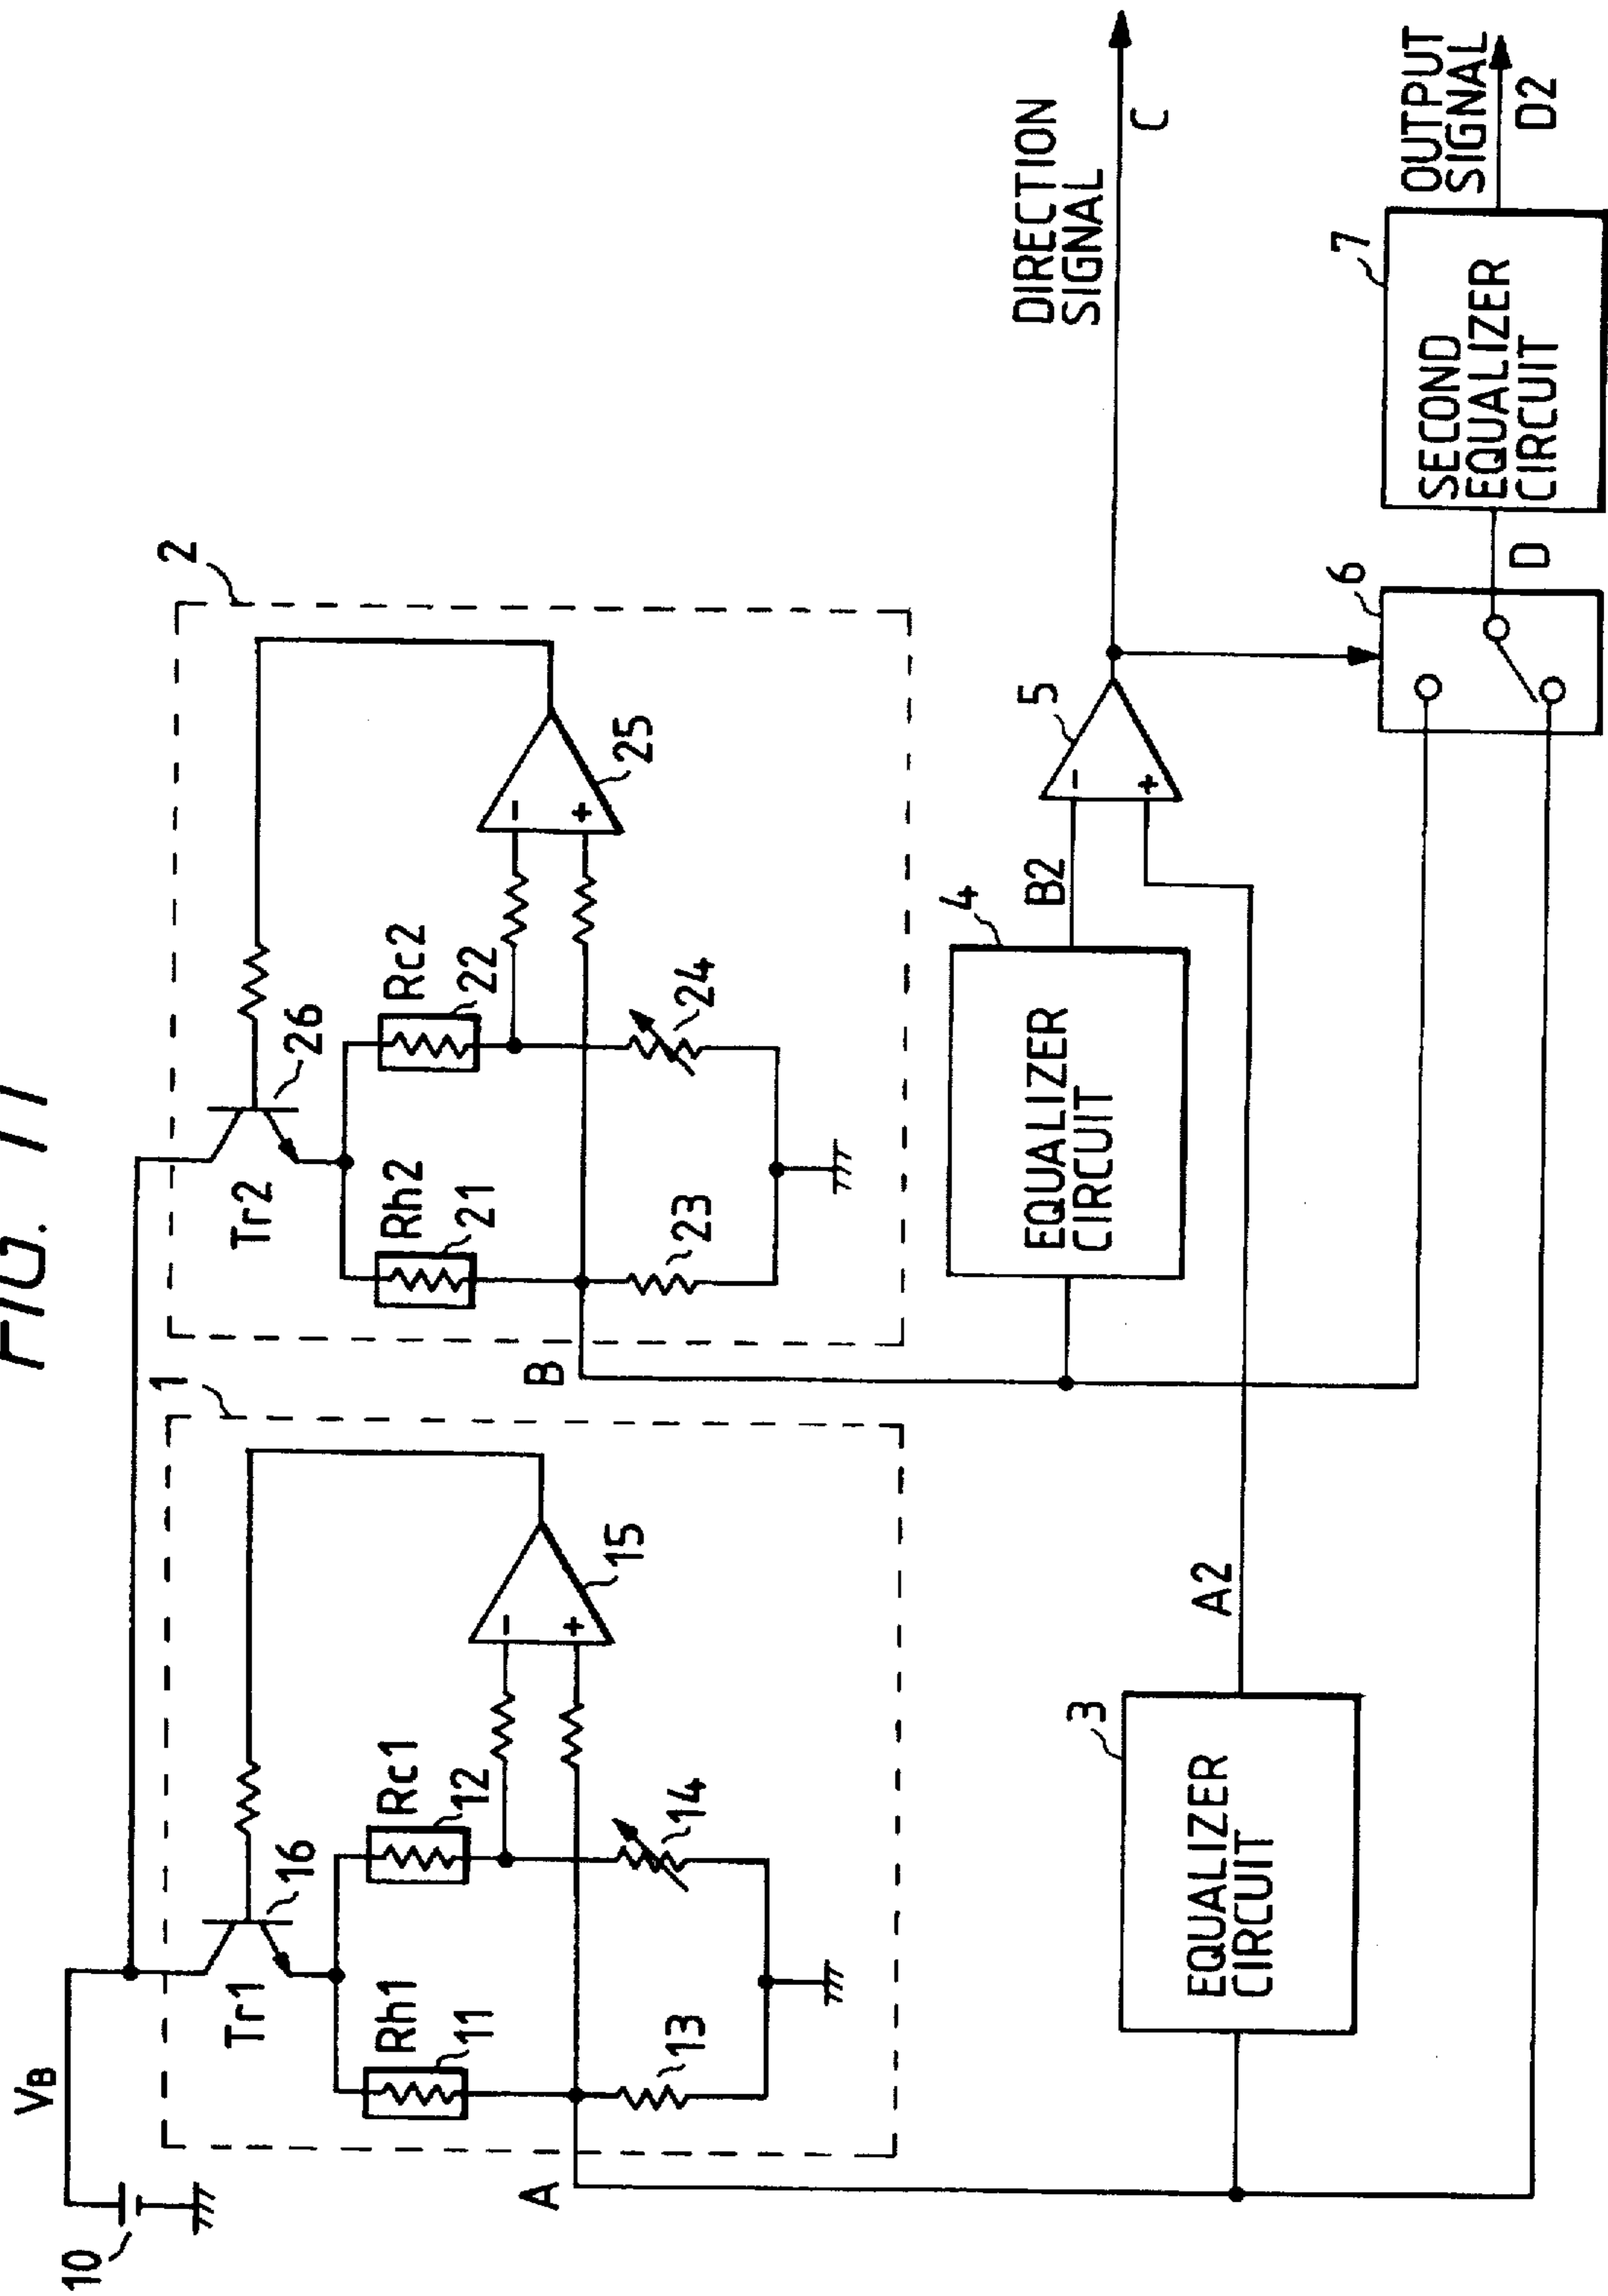 FIG. 11
VB
10
1
Tr1
16
Rh1
11
Rc1
12
13
14
-
+
15
A
2
Tr2
26
Rh2
21
Rc2
22
23
24
-
+
25
B
3
EQUALIZER
CIRCUIT
A2
4
EQUALIZER
CIRCUIT
B2
5
-
+
DIRECTION
SIGNAL
C
6
D
7
SECOND
EQUALIZER
CIRCUIT
OUTPUT
SIGNAL
D2